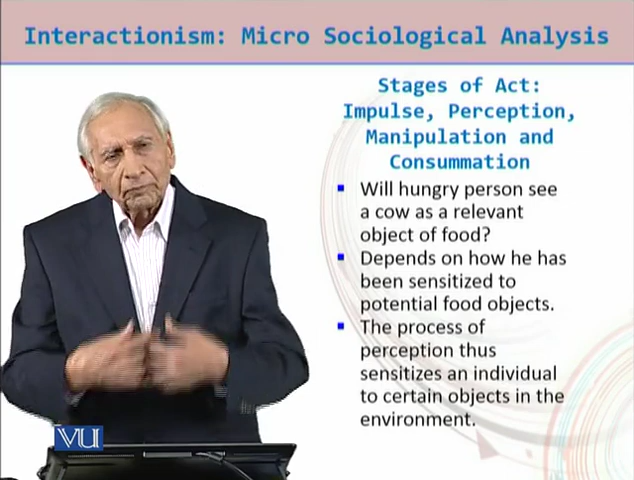 Interactionism: Micro Sociological Analysis
Stages of Act:
Impulse, Perception,
Manipulation and
Consummation
▪ Will hungry person see
a cow as a relevant
object of food?
▪ Depends on how he has
been sensitized to
potential food objects.
▪ The process of
perception thus
sensitizes an individual
to certain objects in the
environment.
VU